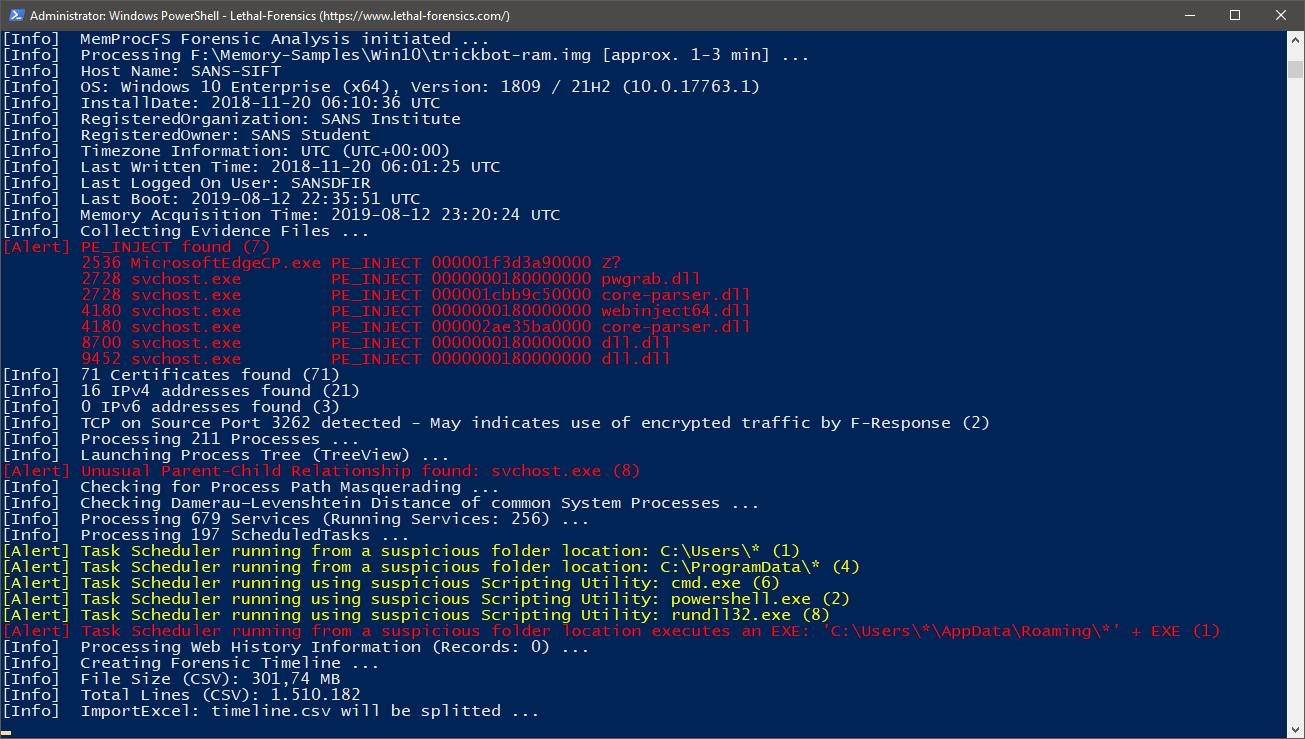 Administrator: Windows PowerShell - Lethal-Forensics (https://www.lethal-forensics.com/)
[Info]  MemProcFS Forensic Analysis initiated ...
[Info]  Processing F:\Memory-Samples\Win10\trickbot-ram.img [approx. 1-3 min] ...
[Info]  Host Name: SANS-SIFT
[Info]  OS: Windows 10 Enterprise (x64), Version: 1809 / 21H2 (10.0.17763.1)
[Info]  InstallDate: 2018-11-20 06:10:36 UTC
[Info]  RegisteredOrganization: SANS Institute
[Info]  RegisteredOwner: SANS Student
[Info]  Timezone Information: UTC (UTC+00:00)
[Info]  Last Written Time: 2018-11-20 06:01:25 UTC
[Info]  Last Logged On User: SANSDFIR
[Info]  Last Boot: 2019-08-12 22:35:51 UTC
[Info]  Memory Acquisition Time: 2019-08-12 23:20:24 UTC
[Info]  Collecting Evidence Files ...
[Alert] PE_INJECT found (7)
        2536 MicrosoftEdgeCP.exe PE_INJECT 000001f3d3a90000 Z?
        2728 svchost.exe         PE_INJECT 0000000180000000 pwgrab.dll
        2728 svchost.exe         PE_INJECT 000001cbb9c50000 core-parser.dll
        4180 svchost.exe         PE_INJECT 0000000180000000 webinject64.dll
        4180 svchost.exe         PE_INJECT 000002ae35ba0000 core-parser.dll
        8700 svchost.exe         PE_INJECT 0000000180000000 dll.dll
        9452 svchost.exe         PE_INJECT 0000000180000000 dll.dll
[Info]  71 Certificates found (71)
[Info]  16 IPv4 addresses found (21)
[Info]  0 IPv6 addresses found (3)
[Info]  TCP on Source Port 3262 detected - May indicates use of encrypted traffic by F-Response (2)
[Info]  Processing 211 Processes ...
[Info]  Launching Process Tree (TreeView) ...
[Alert] Unusual Parent-Child Relationship found: svchost.exe (8)
[Info]  Checking for Process Path Masquerading ...
[Info]  Checking Damerau–Levenshtein Distance of common System Processes ...
[Info]  Processing 679 Services (Running Services: 256) ...
[Info]  Processing 197 ScheduledTasks ...
[Alert] Task Scheduler running from a suspicious folder location: C:\Users\* (1)
[Alert] Task Scheduler running from a suspicious folder location: C:\ProgramData\* (4)
[Alert] Task Scheduler running using suspicious Scripting Utility: cmd.exe (6)
[Alert] Task Scheduler running using suspicious Scripting Utility: powershell.exe (2)
[Alert] Task Scheduler running using suspicious Scripting Utility: rundll32.exe (8)
[Alert] Task Scheduler running from a suspicious folder location executes an EXE: 'C:\Users\*\AppData\Roaming\*' + EXE (1)
[Info]  Processing Web History Information (Records: 0) ...
[Info]  Creating Forensic Timeline ...
[Info]  File Size (CSV): 301,74 MB
[Info]  Total Lines (CSV): 1.510.182
[Info]  ImportExcel: timeline.csv will be splitted ...